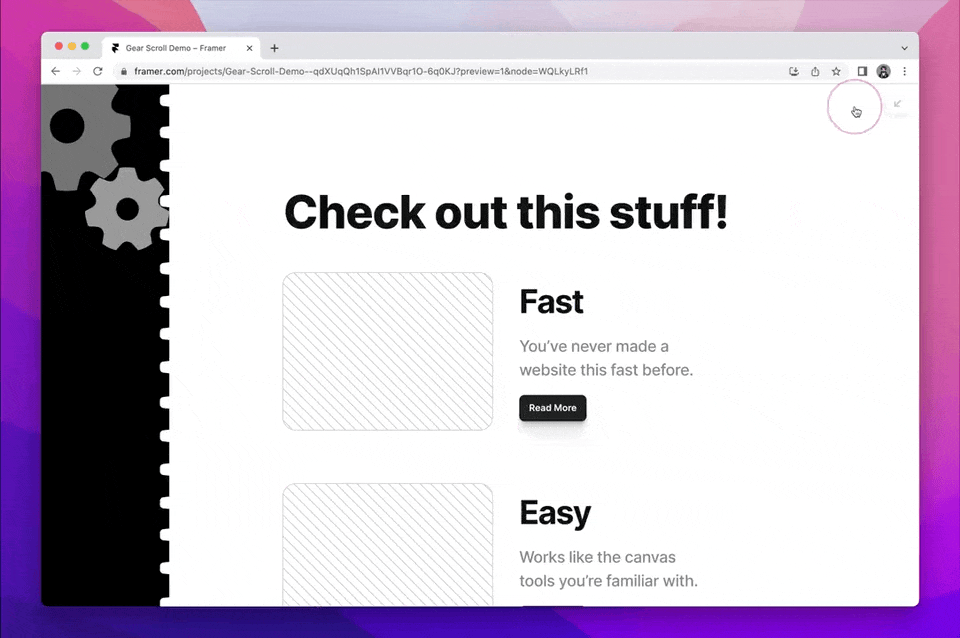 Gear Scroll Demo – Framer
framer.com/projects/Gear-Scroll-Demo--qdXUqQh1SpAI1VVBqr1O-6q0KJ?preview=1&node=WQLkyLRf1
Check out this stuff!
Fast
You’ve never made a
website this fast before.
Read More
Easy
Works like the canvas
tools you’re familiar with.